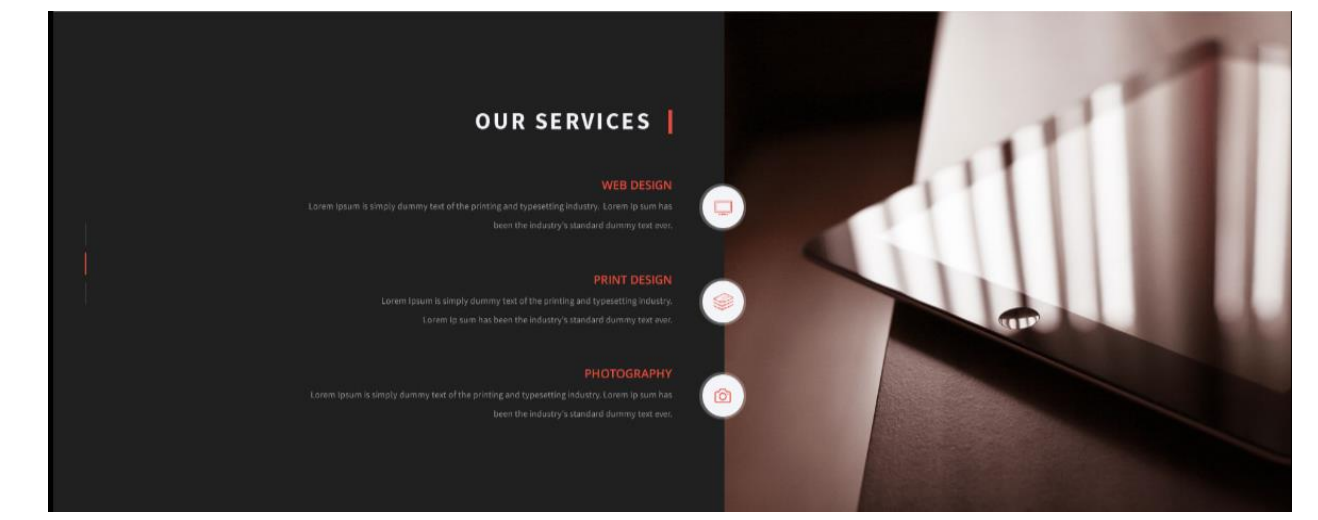 OUR SERVICES
WEB DESIGN
Lorem Ipsum is simply dummy text of the printing and typesetting industry. Lorem Ip sum has
been the industry's standard dummy text ever.
PRINT DESIGN
Lorem Ipsum is simply dummy text of the printing and typesetting industry.
Lorem Ip sum has been the industry's standard dummy text ever.
PHOTOGRAPHY
Lorem Ipsum is simply dummy text of the printing and typesetting industry. Lorem Ip sum has
been the industry's standard dummy text ever.